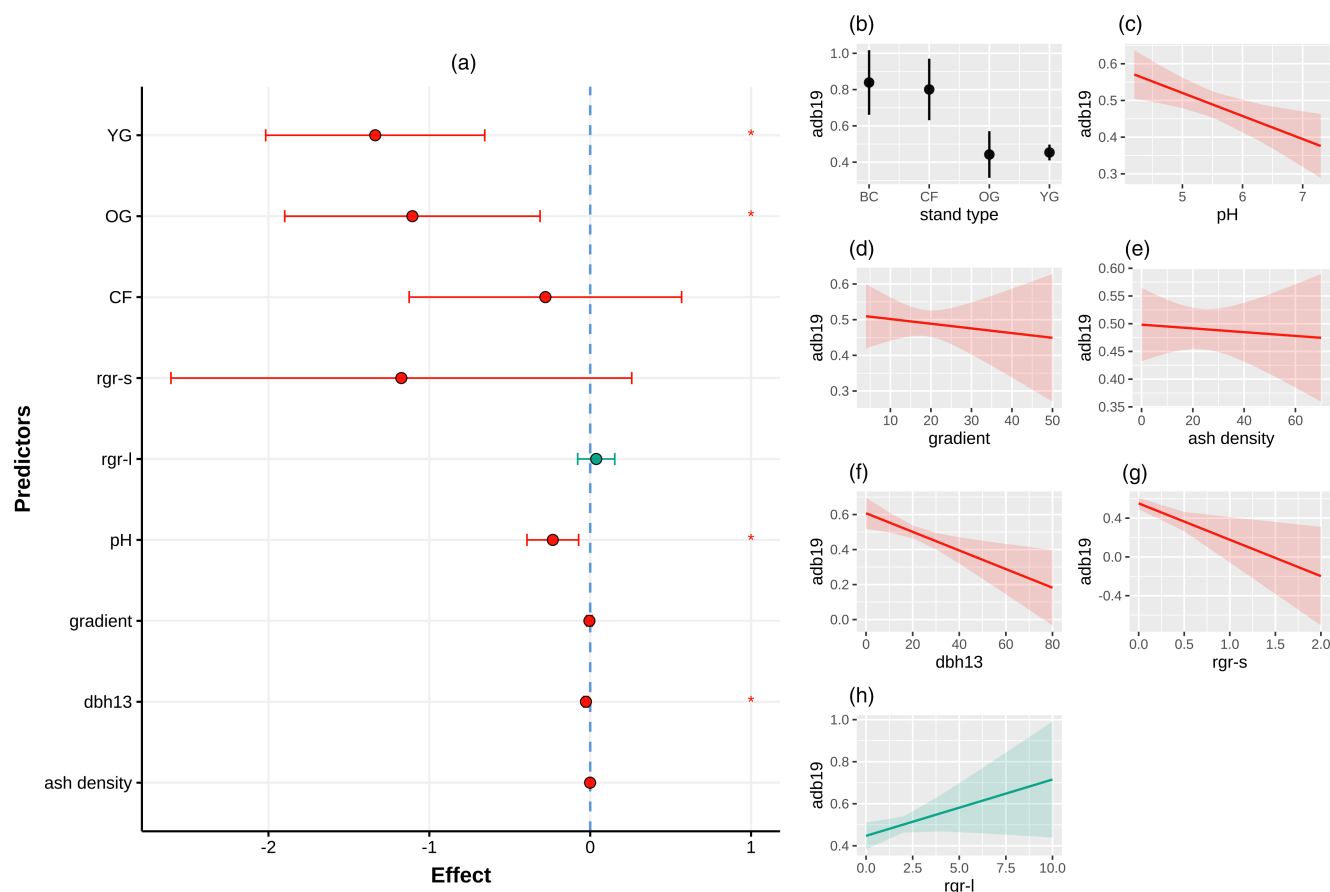 (a)
YG
*
OG
*
CF
rgr-s
rgr-l
pH
*
gradient
dbh13
*
ash density
Predictors
-2 -1 0 1
Effect
(b)
1.0
0.8
0.6
0.4
adb19
BC CF OG YG
stand type
(c)
0.6
0.5
0.4
0.3
adb19
5 6 7
pH
(d)
0.6
0.5
0.4
0.3
adb19
10 20 30 40 50
gradient
(e)
0.60
0.55
0.50
0.45
0.40
0.35
adb19
0 20 40 60
ash density
(f)
0.6
0.4
0.2
0.0
adb19
0 20 40 60 80
dbh13
(g)
0.4
0.0
-0.4
adb19
0.0 0.5 1.0 1.5 2.0
rgr-s
(h)
1.0
0.8
0.6
0.4
adb19
0.0 2.5 5.0 7.5 10.0
rgr-l